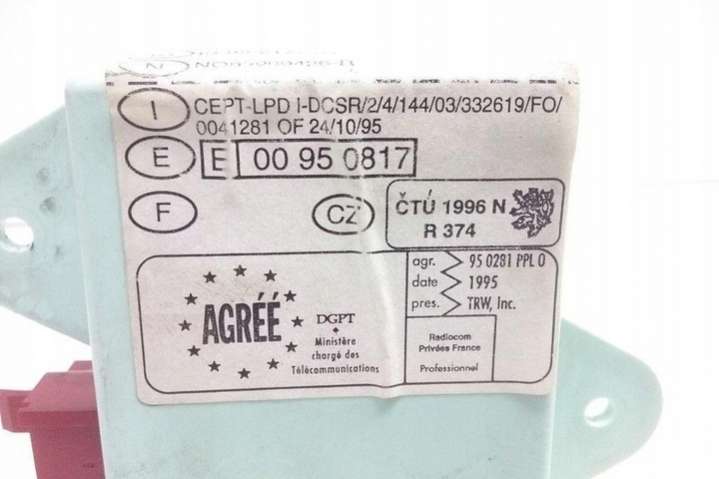 N
I CEPT-LPD I-DCSR/2/4/144/03/332619/FO/
0041281 OF 24/10/95
E E 00 95 0817
F CZ ČTÚ 1996 N
R 374
AGRÉÉ
DGPT
Ministère
chargé des
Télécommunications
agr. 95 0281 PPL 0
date 1995
pres. TRW, Inc.
Radiocom
Privées France
Professionnel